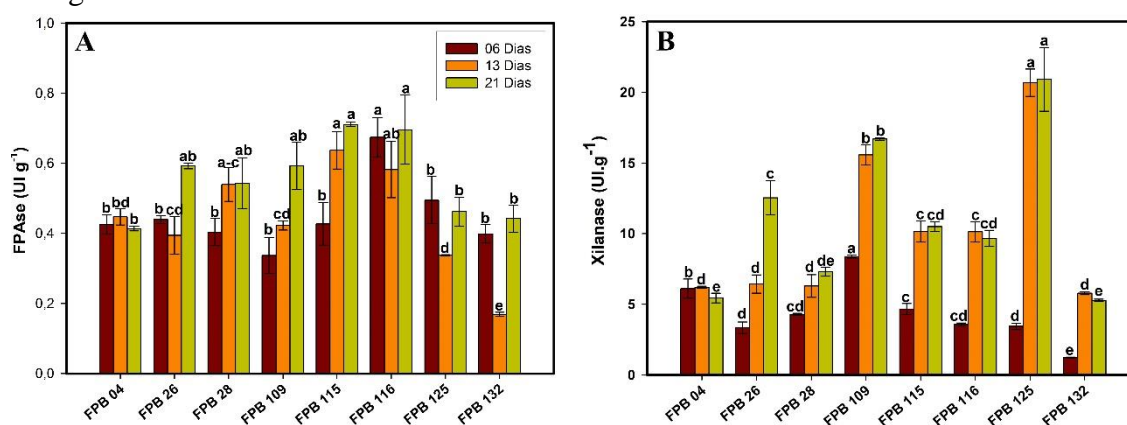 A
FPAse (UI g⁻¹)
1,0
0,8
0,6
0,4
0,2
0,0
06 Dias
13 Dias
21 Dias
b bd b
b cd ab
b a-c ab
b cd ab
b a a
a ab a
b d b
b e b
FPB 04 FPB 26 FPB 28 FPB 109 FPB 115 FPB 116 FPB 125 FPB 132
B
Xilanase (UI.g⁻¹)
25
20
15
10
5
0
b d e
d d c
cd d de
a b b
c c cd
cd c cd
d a a
e d e
FPB 04 FPB 26 FPB 28 FPB 109 FPB 115 FPB 116 FPB 125 FPB 132